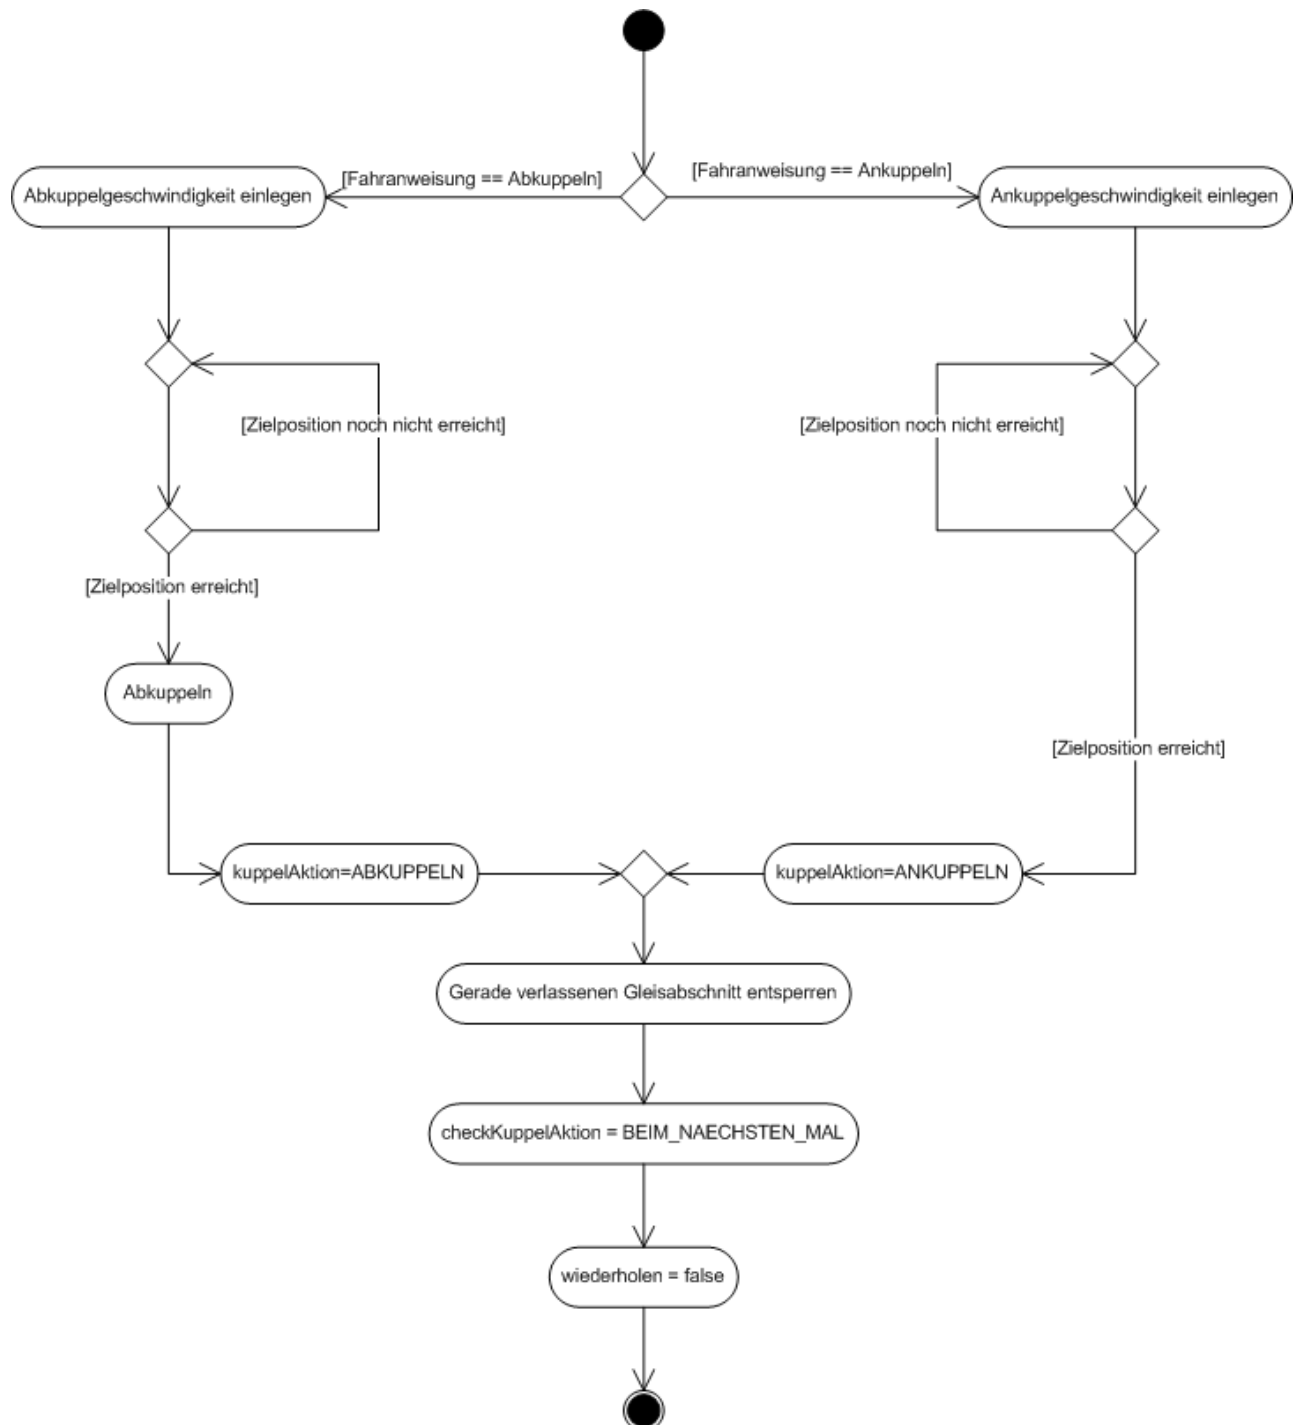 [Fahranweisung == Abkuppeln]
[Fahranweisung == Ankuppeln]
Abkuppelgeschwindigkeit einlegen
Ankuppelgeschwindigkeit einlegen
[Zielposition noch nicht erreicht]
[Zielposition noch nicht erreicht]
[Zielposition erreicht]
Abkuppeln
[Zielposition erreicht]
kuppelAktion=ABKUPPELN
kuppelAktion=ANKUPPELN
Gerade verlassenen Gleisabschnitt entsperren
checkKuppelAktion = BEIM_NAECHSTEN_MAL
wiederholen = false